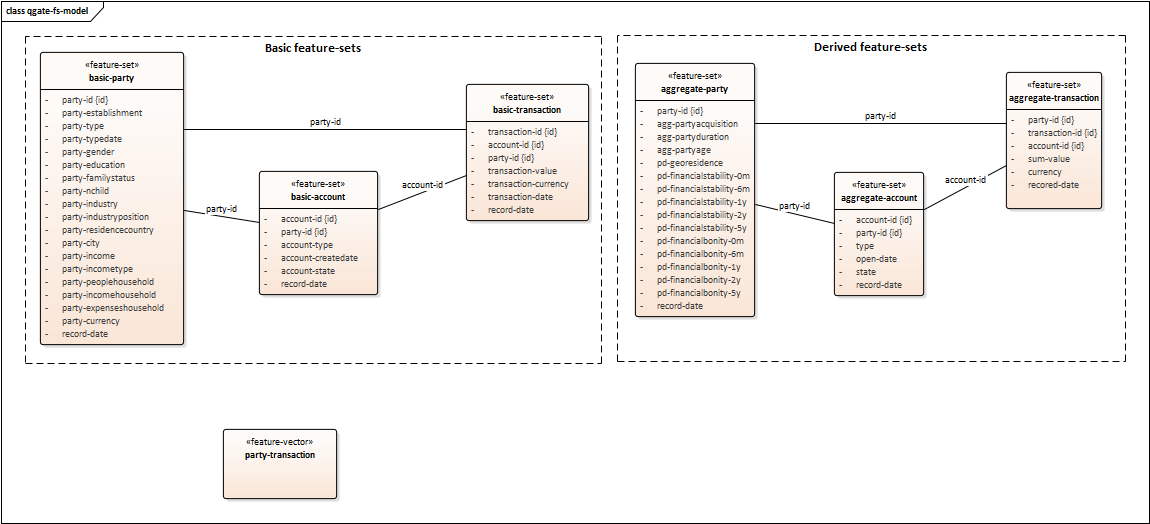 class qgate-fs-model
Basic feature-sets
«feature-set»
basic-party
- party-id {id}
- party-establishment
- party-type
- party-typedate
- party-gender
- party-education
- party-familystatus
- party-nchild
- party-industry
- party-industryposition
- party-residencecountry
- party-city
- party-income
- party-incometype
- party-peoplehousehold
- party-incomehousehold
- party-expenseshousehold
- party-currency
- record-date
party-id
party-id
«feature-set»
basic-account
- account-id {id}
- party-id {id}
- account-type
- account-createdate
- account-state
- record-date
account-id
«feature-set»
basic-transaction
- transaction-id {id}
- account-id {id}
- party-id {id}
- transaction-value
- transaction-currency
- transaction-date
- record-date
Derived feature-sets
«feature-set»
aggregate-party
- party-id {id}
- agg-partyacquisition
- agg-partyduration
- agg-partyage
- pd-georesidence
- pd-financialstability-0m
- pd-financialstability-6m
- pd-financialstability-1y
- pd-financialstability-2y
- pd-financialstability-5y
- pd-financialbonity-0m
- pd-financialbonity-6m
- pd-financialbonity-1y
- pd-financialbonity-2y
- pd-financialbonity-5y
- record-date
party-id
party-id
«feature-set»
aggregate-account
- account-id {id}
- party-id {id}
- type
- open-date
- state
- record-date
account-id
«feature-set»
aggregate-transaction
- party-id {id}
- transaction-id {id}
- account-id {id}
- sum-value
- currency
- recored-date
«feature-vector»
party-transaction